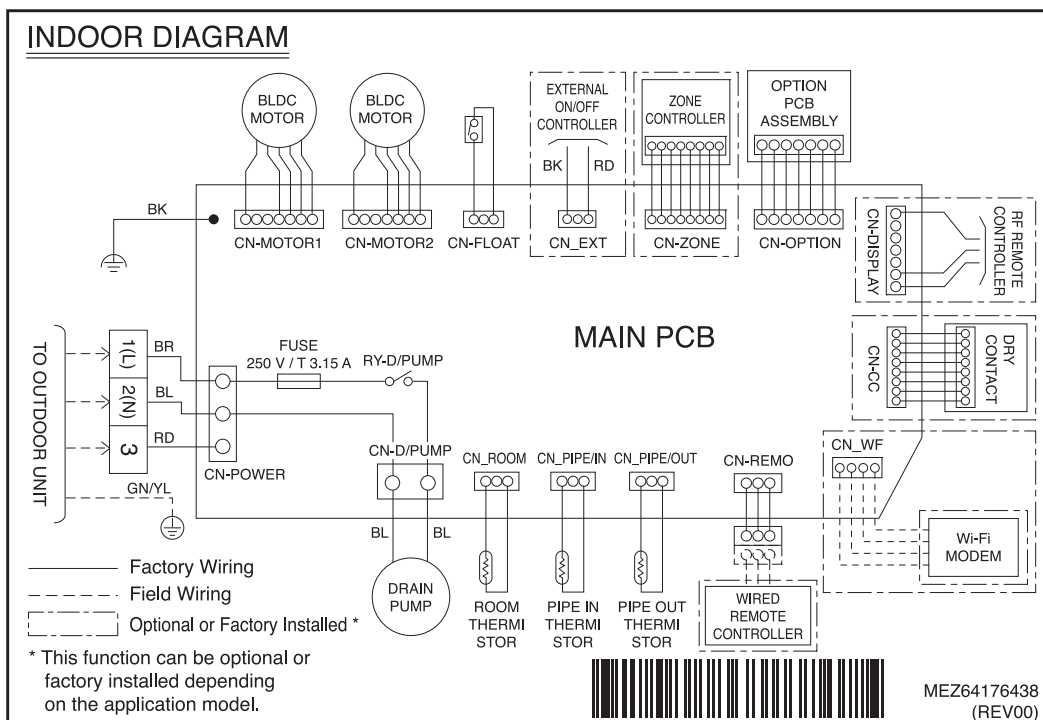 INDOOR DIAGRAM
BLDC
MOTOR
BLDC
MOTOR
EXTERNAL
ON/OFF
CONTROLLER
BK
RD
ZONE
CONTROLLER
OPTION
PCB
ASSEMBLY
BK
CN-MOTOR1
CN-MOTOR2
CN-FLOAT
CN_EXT
CN-ZONE
CN-OPTION
CN-DISPLAY
RF REMOTE
CONTROLLER
MAIN PCB
CN-CC
DRY
CONTACT
TO OUTDOOR UNIT
1(L)
2(N)
3
BR
BL
RD
GN/YL
CN-POWER
FUSE
250 V / T 3.15 A
RY-D/PUMP
CN-D/PUMP
BL
BL
DRAIN
PUMP
CN_ROOM
CN_PIPE/IN
CN_PIPE/OUT
CN-REMO
CN_WF
Wi-Fi
MODEM
ROOM
THERMI
STOR
PIPE IN
THERMI
STOR
PIPE OUT
THERMI
STOR
WIRED
REMOTE
CONTROLLER
Factory Wiring
Field Wiring
Optional or Factory Installed *
* This function can be optional or
factory installed depending
on the application model.
MEZ64176438
(REV00)